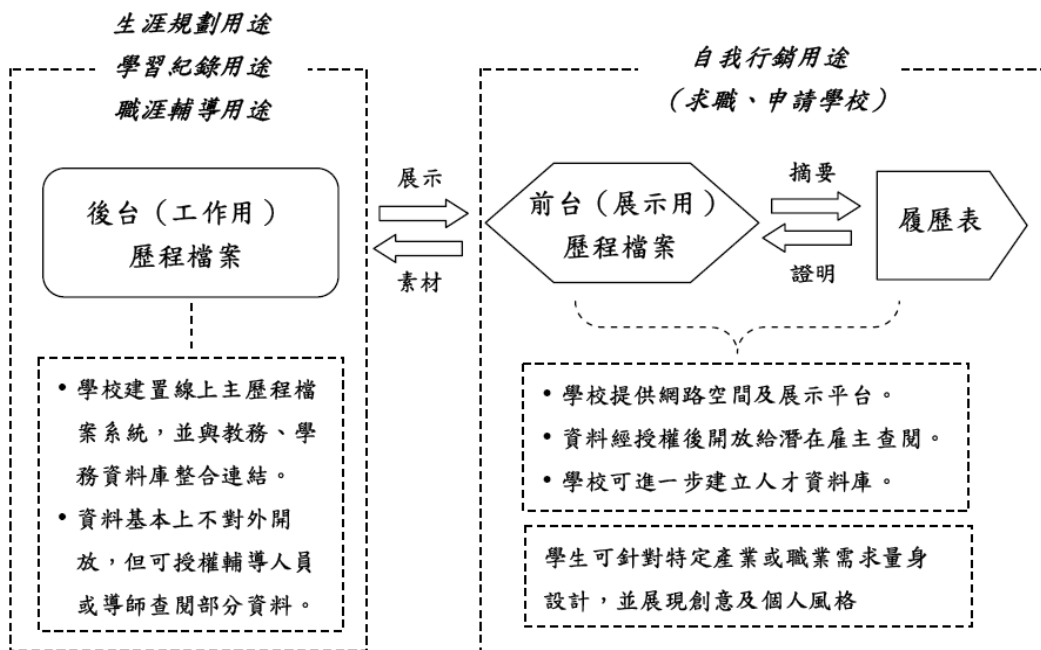 生涯規劃用途
學習紀錄用途
職涯輔導用途
後台（工作用）
歷程檔案
• 學校建置線上主歷程檔
案系統，並與教務、學
務資料庫整合連結。
• 資料基本上不對外開
放，但可授權輔導人員
或導師查閱部分資料。
展示
素材
自我行銷用途
（求職、申請學校）
前台（展示用）
歷程檔案
摘要
證明
履歷表
• 學校提供網路空間及展示平台。
• 資料經授權後開放給潛在雇主查閱。
• 學校可進一步建立人才資料庫。
學生可針對特定產業或職業需求量身
設計，並展現創意及個人風格